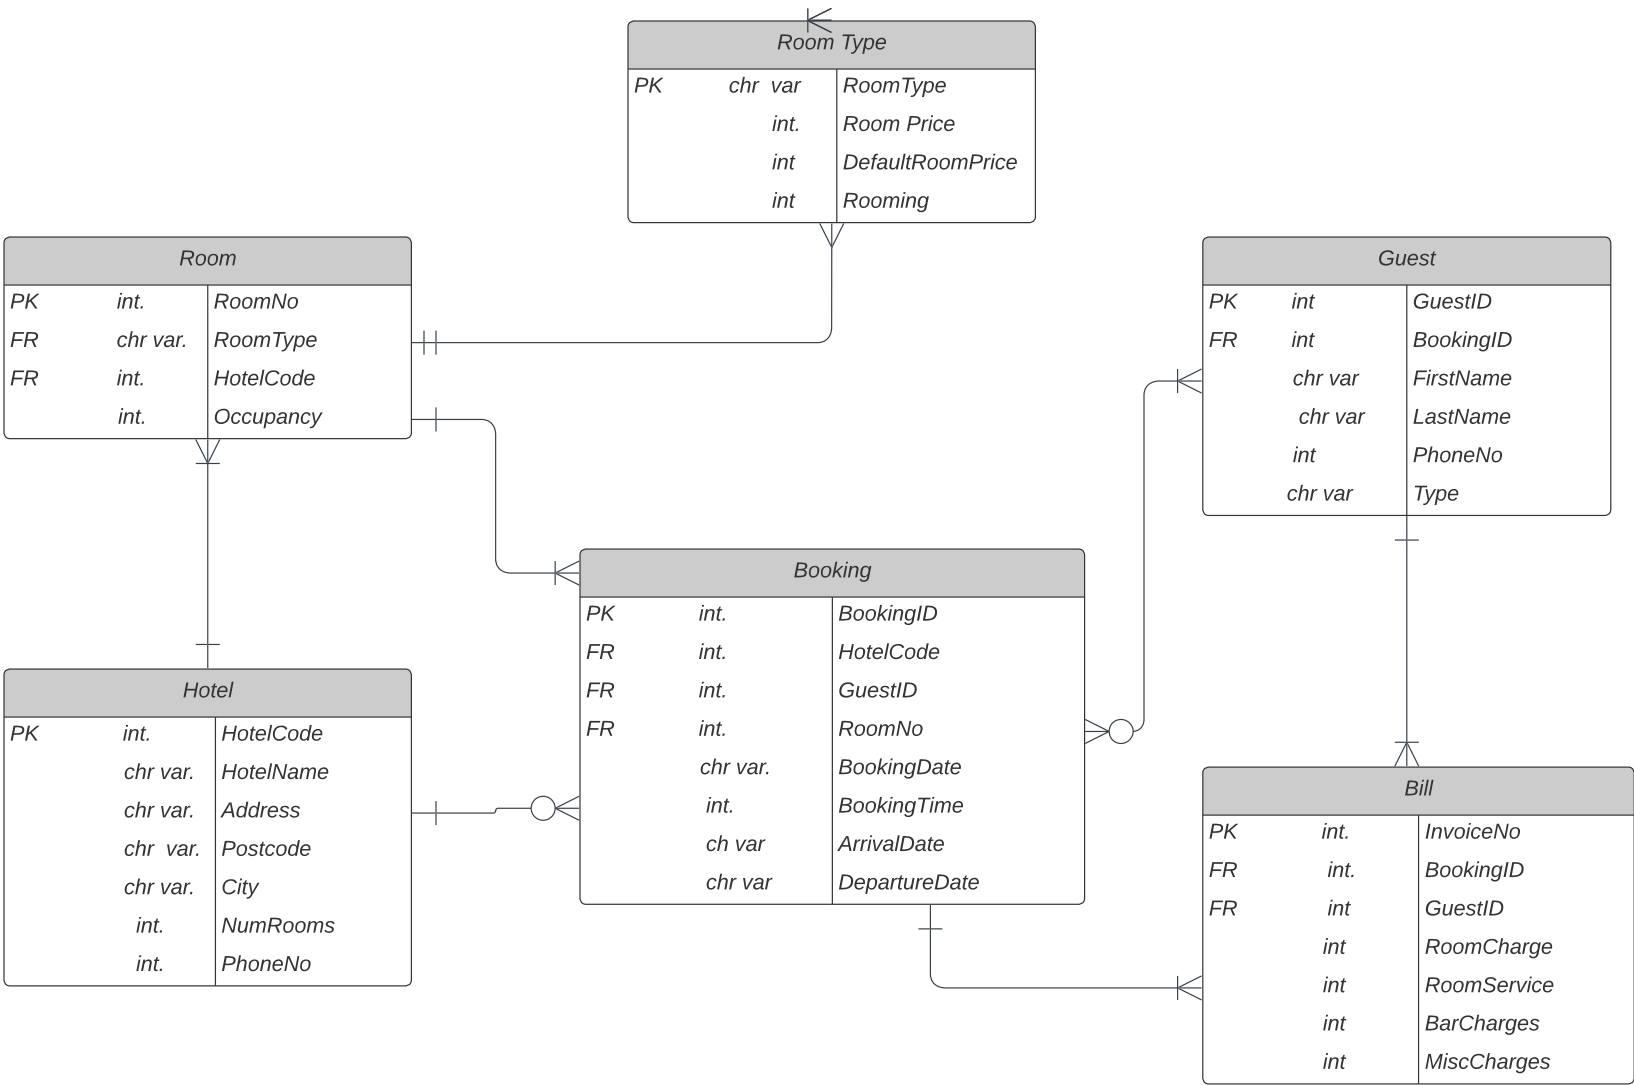 Room Type
PK chr var RoomType
int. Room Price
int DefaultRoomPrice
int Rooming
Room
PK int. RoomNo
FR chr var. RoomType
FR int. HotelCode
int. Occupancy
Guest
PK int GuestID
FR int BookingID
chr var FirstName
chr var LastName
int PhoneNo
chr var Type
Booking
PK int. BookingID
FR int. HotelCode
FR int. GuestID
FR int. RoomNo
chr var. BookingDate
int. BookingTime
ch var ArrivalDate
chr var DepartureDate
Hotel
PK int. HotelCode
chr var. HotelName
chr var. Address
chr var. Postcode
chr var. City
int. NumRooms
int. PhoneNo
Bill
PK int. InvoiceNo
FR int. BookingID
FR int GuestID
int RoomCharge
int RoomService
int BarCharges
int MiscCharges